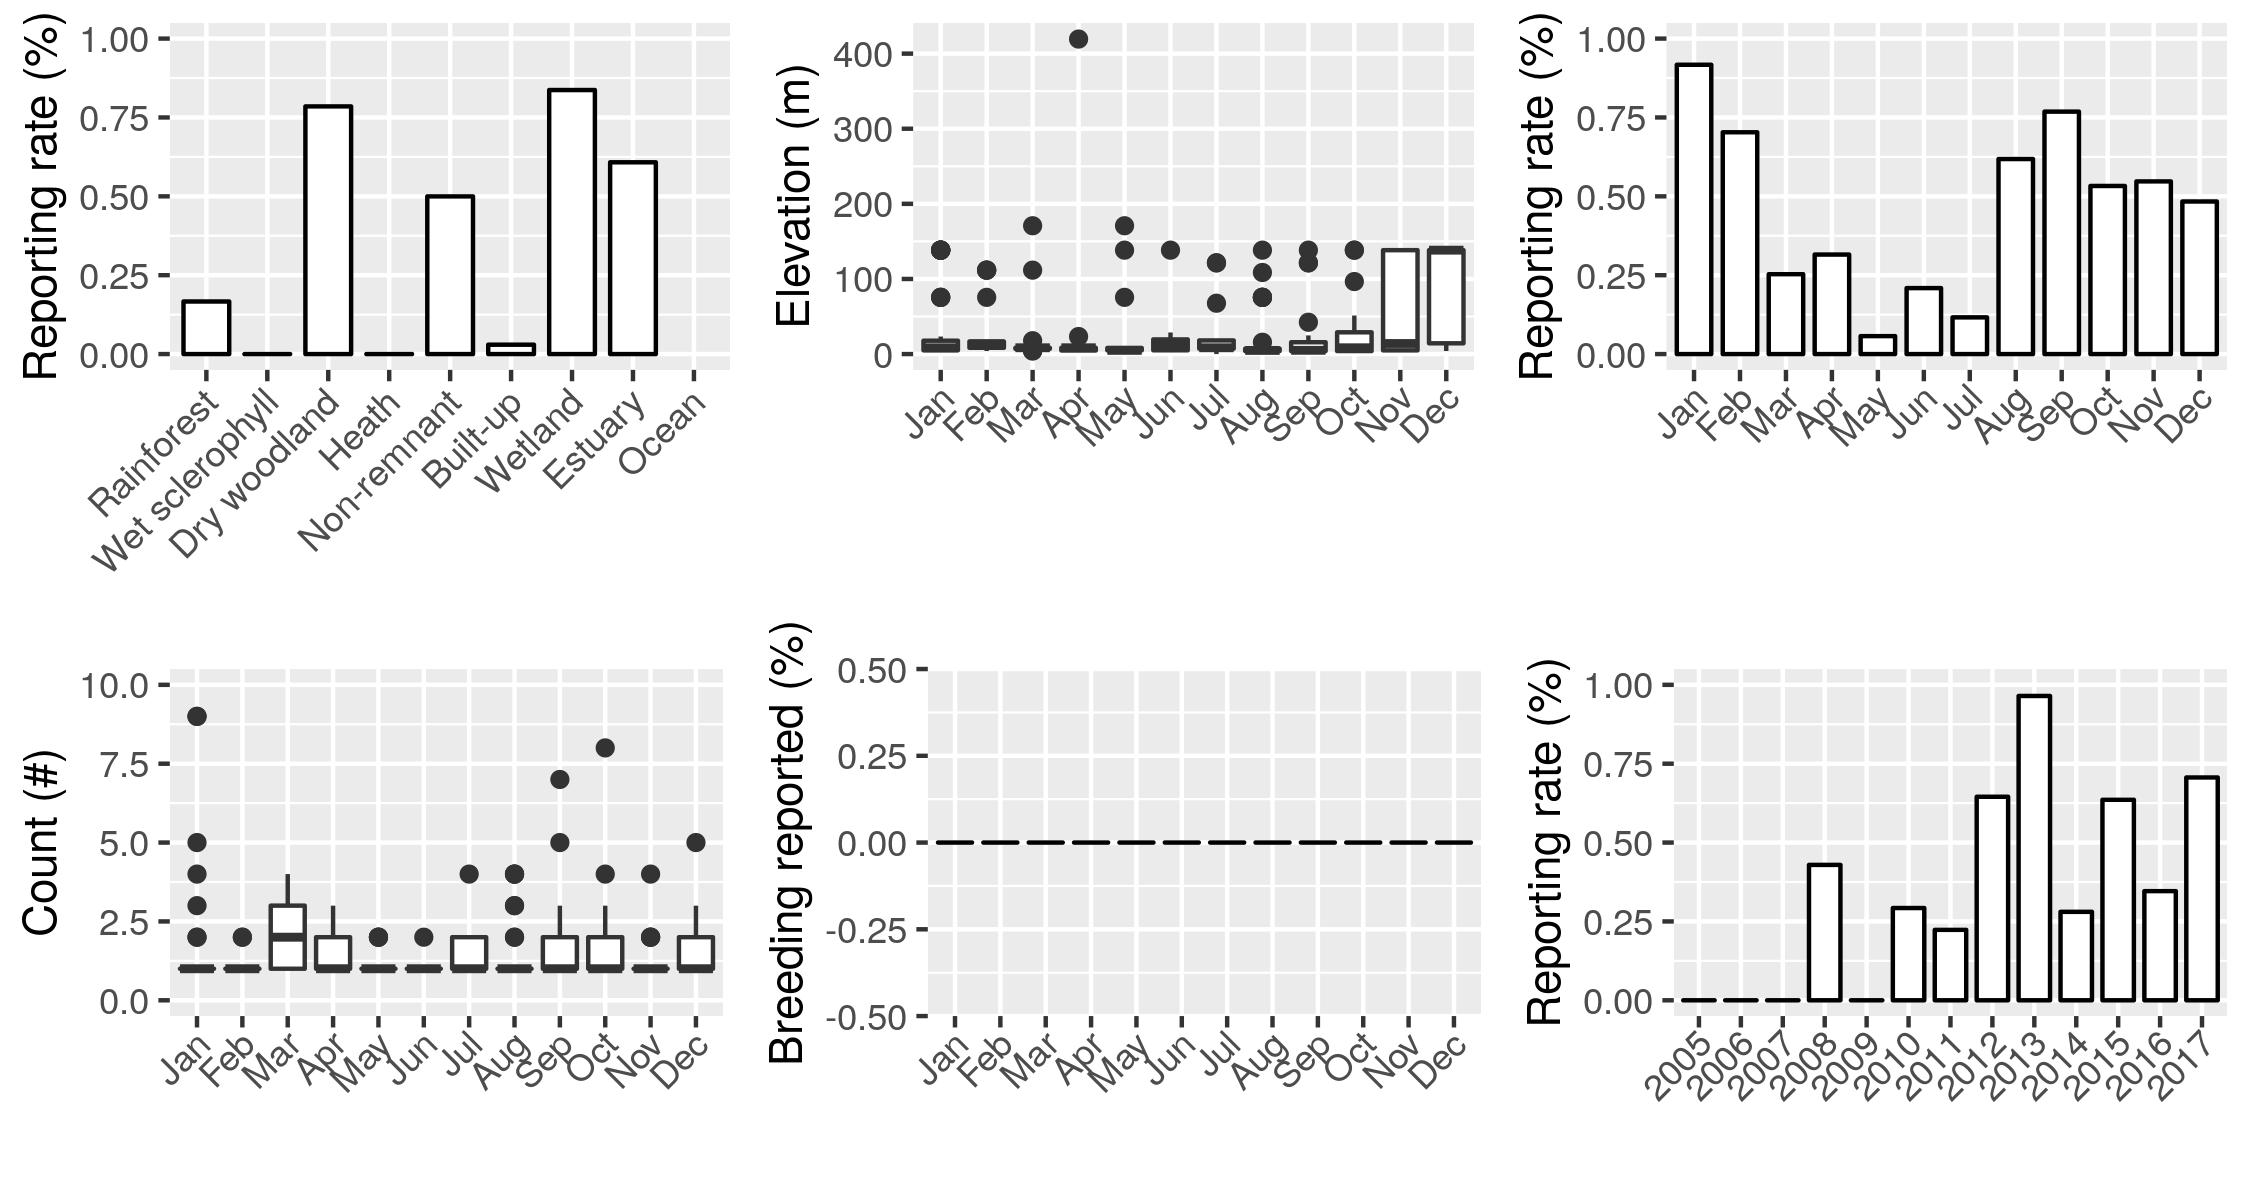 Reporting rate (%)
1.00
0.75
0.50
0.25
0.00
Rainforest
Wet sclerophyll
Dry woodland
Heath
Non-remnant
Built-up
Wetland
Estuary
Ocean
Elevation (m)
400
300
200
100
0
Jan
Feb
Mar
Apr
May
Jun
Jul
Aug
Sep
Oct
Nov
Dec
Reporting rate (%)
1.00
0.75
0.50
0.25
0.00
Jan
Feb
Mar
Apr
May
Jun
Jul
Aug
Sep
Oct
Nov
Dec
Count (#)
10.0
7.5
5.0
2.5
0.0
Jan
Feb
Mar
Apr
May
Jun
Jul
Aug
Sep
Oct
Nov
Dec
Breeding reported (%)
0.50
0.25
0.00
-0.25
-0.50
Jan
Feb
Mar
Apr
May
Jun
Jul
Aug
Sep
Oct
Nov
Dec
Reporting rate (%)
1.00
0.75
0.50
0.25
0.00
2005
2006
2007
2008
2009
2010
2011
2012
2013
2014
2015
2016
2017